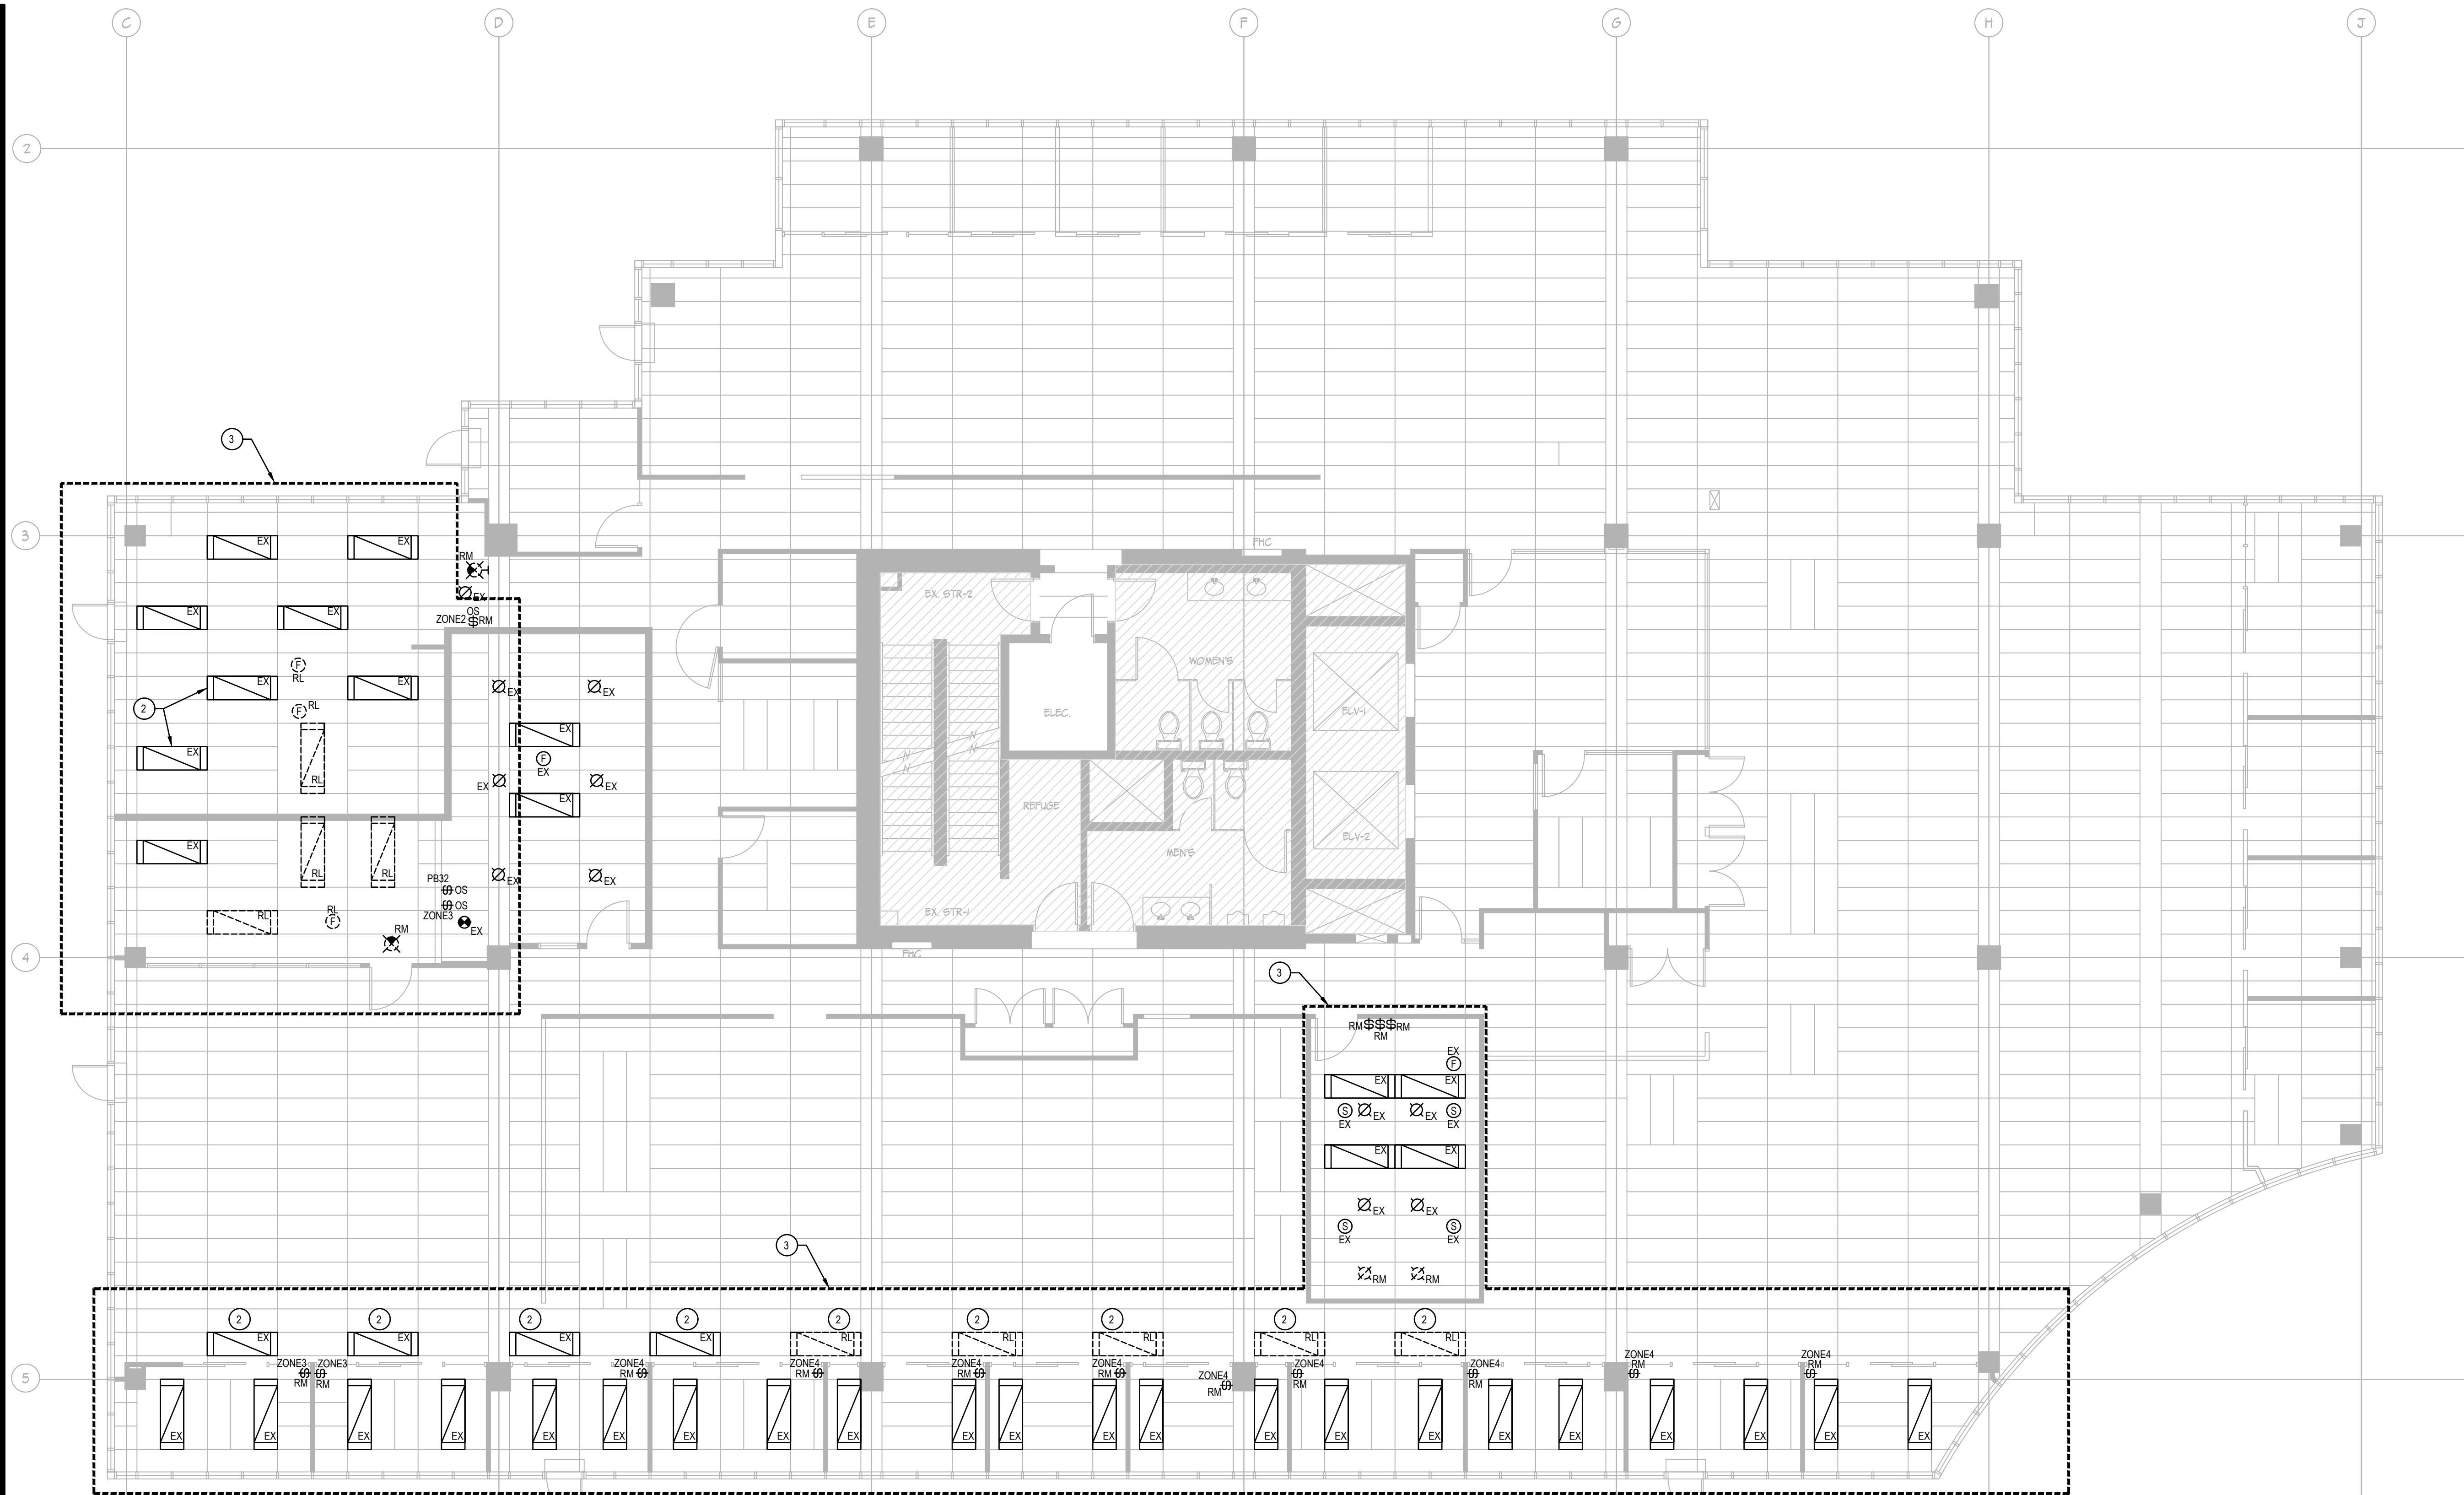 C D E F G H J
2
3
3
EX EX
RM
FHC
EX
OS
ZONE2 $ RM
EX EX
EX. STR-2
F
RL
WOMEN'S
EX EX
EX EX
2
F RL
ELEC.
ELV-1
EX
EX
F
EX
RL
EX EX
EX
REFUGE
ELV-2
EX
MEN'S
RL RL
EX EX
PB32
$ OS
$ OS
RL
RL
F
ZONE3
EX
EX. STR-1
RM
4
FHC
3
RM $$$ RM
RM
EX
F
EX EX
S EX EX S
EX EX
EX EX
EX EX
S S
EX EX
3
RM RM
2 2 2 2 2 2 2 2 2
EX EX EX EX RL RL RL RL RL
5
ZONE3 ZONE3 ZONE4 ZONE4 ZONE4 ZONE4 ZONE4 ZONE4 ZONE4 ZONE4 ZONE4
RM $ $ RM RM $ RM $ RM $ RM $ RM $ $ RM $ RM RM $ RM $
EX EX EX EX EX EX EX EX EX EX EX EX EX EX EX EX EX EX EX EX EX EX